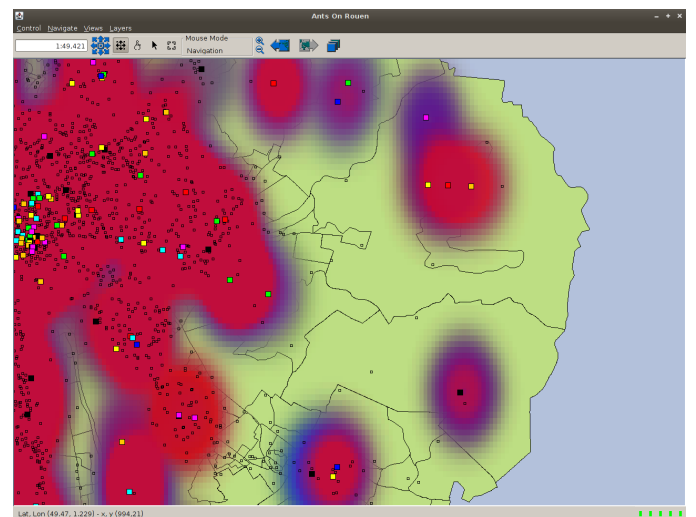 Ants On Rouen
Control Navigate Views Layers
1:49,421
Mouse Mode
Navigation
Lat, Lon (49.47, 1.229) - x, y (994,21)